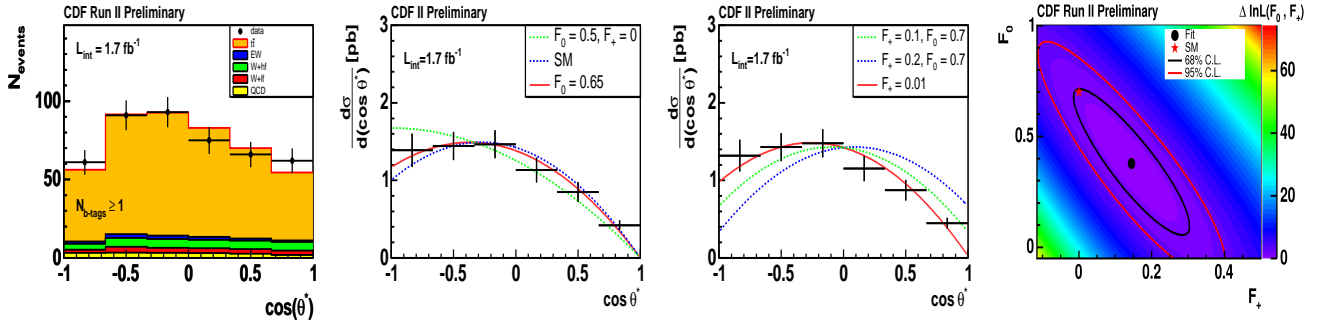 CDF Run II Preliminary
N_events
L_int = 1.7 fb^-1
data
tt̄
EW
W+hf
W+lf
QCD
N_b-tags ≥ 1
100
50
0
-1 -0.5 0 0.5 1
cos(θ*)
CDF II Preliminary
dσ/d(cos θ*) [pb]
L_int=1.7 fb^-1
F_0 = 0.5, F_+ = 0
SM
F_0 = 0.65
3
2
1
0
-1 -0.5 0 0.5 1
cos θ*
CDF II Preliminary
dσ/d(cos θ*) [pb]
L_int=1.7 fb^-1
F_+ = 0.1, F_0 = 0.7
F_+ = 0.2, F_0 = 0.7
F_+ = 0.01
3
2
1
0
-1 -0.5 0 0.5 1
cos θ*
CDF Run II Preliminary
Δ lnL(F_0 , F_+)
F_0
Fit
SM
68% C.L.
95% C.L.
1
0.5
0
0 0.2 0.4
F_+
60
40
20
0